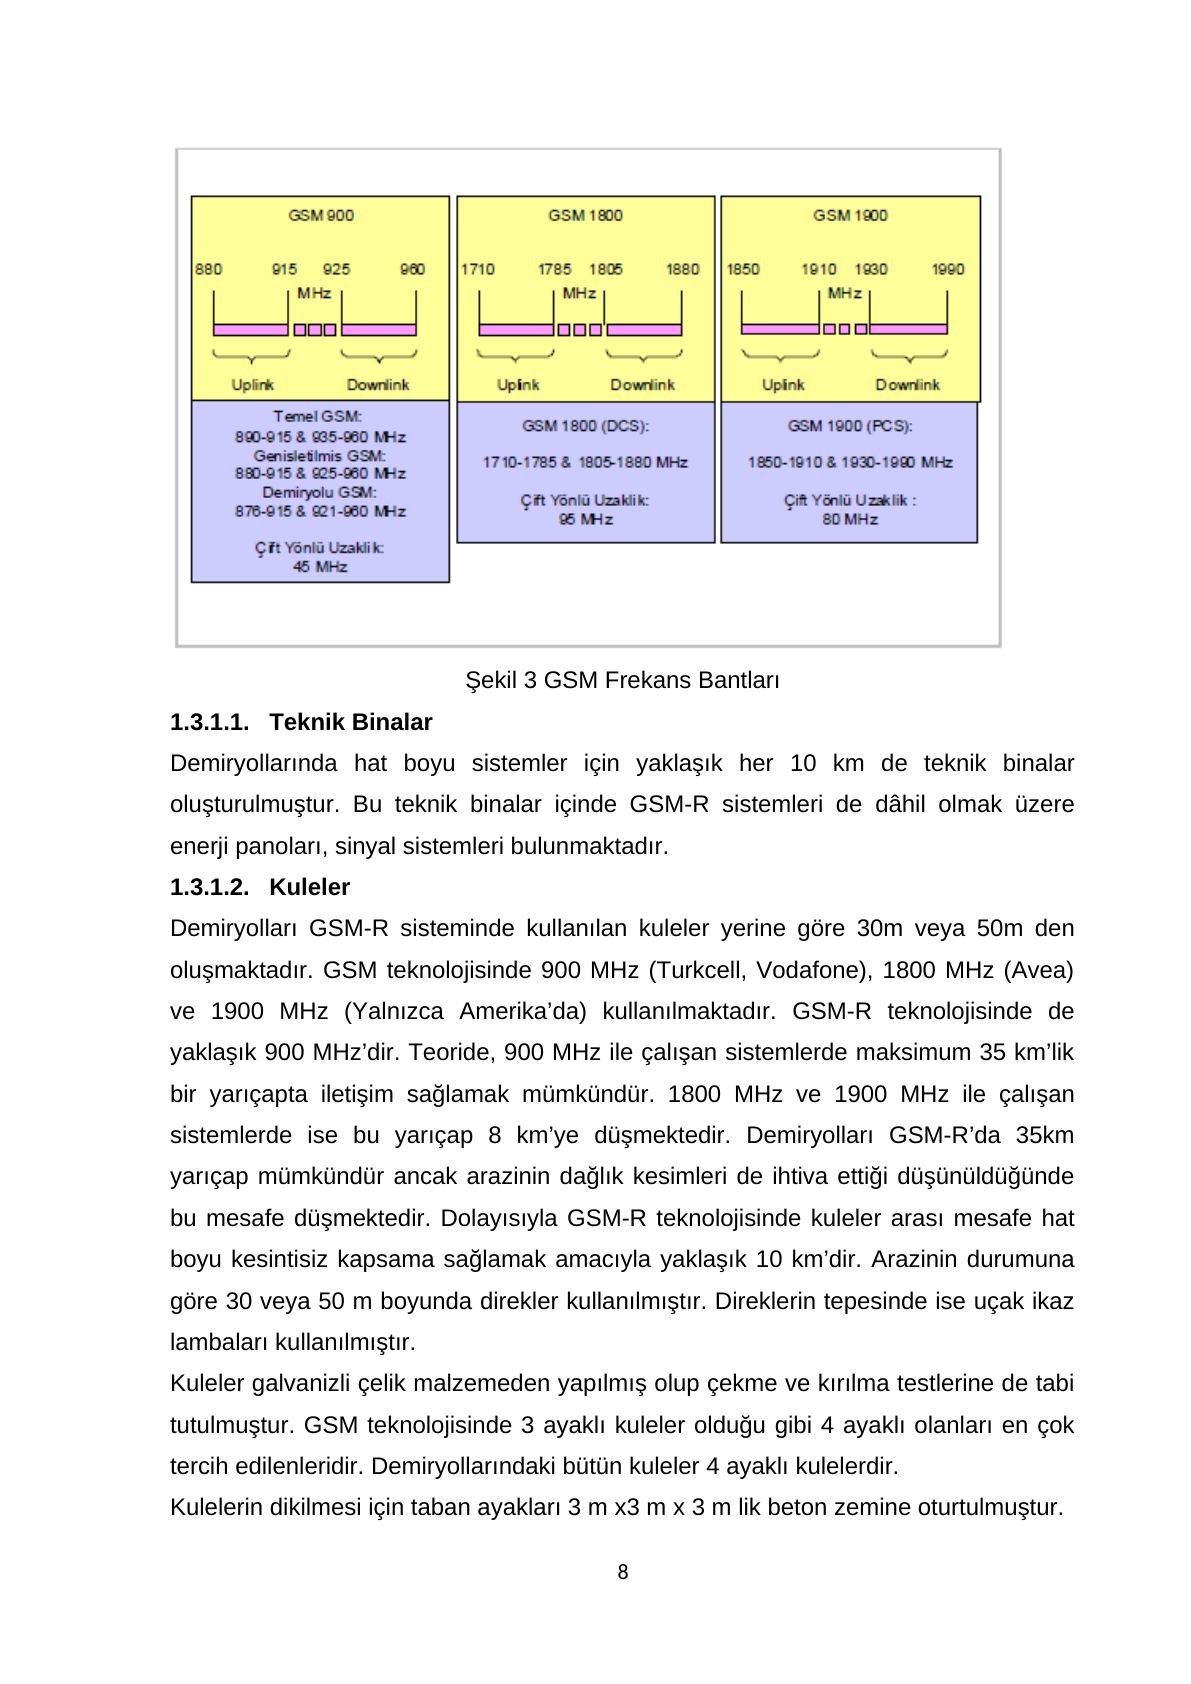 GSM 900
880 915 925 960
MHz
Uplink Downlink
Temel GSM:
890-915 & 935-960 MHz
Genisletilmis GSM:
880-915 & 925-960 MHz
Demiryolu GSM:
876-915 & 921-960 MHz
Çift Yönlü Uzaklik:
45 MHz
GSM 1800
1710 1785 1805 1880
MHz
Uplink Downlink
GSM 1800 (DCS):
1710-1785 & 1805-1880 MHz
Çift Yönlü Uzaklik:
95 MHz
GSM 1900
1850 1910 1930 1990
MHz
Uplink Downlink
GSM 1900 (PCS):
1850-1910 & 1930-1990 MHz
Çift Yönlü Uzaklik :
80 MHz
Şekil 3 GSM Frekans Bantları
1.3.1.1. Teknik Binalar
Demiryollarında hat boyu sistemler için yaklaşık her 10 km de teknik binalar
oluşturulmuştur. Bu teknik binalar içinde GSM-R sistemleri de dâhil olmak üzere
enerji panoları, sinyal sistemleri bulunmaktadır.
1.3.1.2. Kuleler
Demiryolları GSM-R sisteminde kullanılan kuleler yerine göre 30m veya 50m den
oluşmaktadır. GSM teknolojisinde 900 MHz (Turkcell, Vodafone), 1800 MHz (Avea)
ve 1900 MHz (Yalnızca Amerika’da) kullanılmaktadır. GSM-R teknolojisinde de
yaklaşık 900 MHz’dir. Teoride, 900 MHz ile çalışan sistemlerde maksimum 35 km’lik
bir yarıçapta iletişim sağlamak mümkündür. 1800 MHz ve 1900 MHz ile çalışan
sistemlerde ise bu yarıçap 8 km’ye düşmektedir. Demiryolları GSM-R’da 35km
yarıçap mümkündür ancak arazinin dağlık kesimleri de ihtiva ettiği düşünüldüğünde
bu mesafe düşmektedir. Dolayısıyla GSM-R teknolojisinde kuleler arası mesafe hat
boyu kesintisiz kapsama sağlamak amacıyla yaklaşık 10 km’dir. Arazinin durumuna
göre 30 veya 50 m boyunda direkler kullanılmıştır. Direklerin tepesinde ise uçak ikaz
lambaları kullanılmıştır.
Kuleler galvanizli çelik malzemeden yapılmış olup çekme ve kırılma testlerine de tabi
tutulmuştur. GSM teknolojisinde 3 ayaklı kuleler olduğu gibi 4 ayaklı olanları en çok
tercih edilenleridir. Demiryollarındaki bütün kuleler 4 ayaklı kulelerdir.
Kulelerin dikilmesi için taban ayakları 3 m x3 m x 3 m lik beton zemine oturtulmuştur.
8